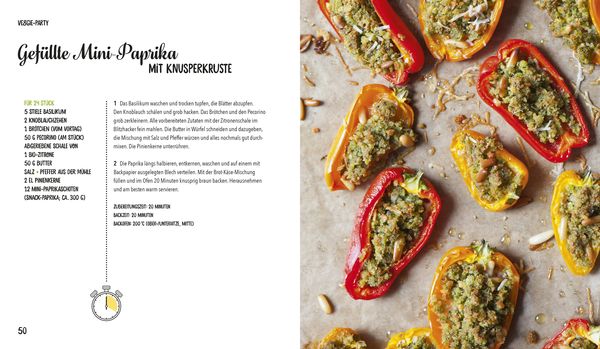 VEGGIE-PARTY
Gefüllte Mini-Paprika
MIT KNUSPERKRUSTE
FÜR 24 STÜCK
5 STIELE BASILIKUM
2 KNOBLAUCHZEHEN
1 BRÖTCHEN (VOM VORTAG)
50 G PECORINO (AM STÜCK)
ABGERIEBENE SCHALE VON
1 BIO-ZITRONE
50 G BUTTER
SALZ + PFEFFER AUS DER MÜHLE
2 EL PINIENKERNE
12 MINI-PAPRIKASCHOTEN
(SNACK-PAPRIKA; CA. 300 G)
1 Das Basilikum waschen und trocken tupfen, die Blätter abzupfen.
Den Knoblauch schälen und grob hacken. Das Brötchen und den Pecorino
grob zerkleinern. Alle vorbereiteten Zutaten mit der Zitronenschale im
Blitzhacker fein mahlen. Die Butter in Würfel schneiden und dazugeben,
die Mischung mit Salz und Pfeffer würzen und alles nochmals gut durch-
mixen. Die Pinienkerne unterrühren.
2 Die Paprika längs halbieren, entkernen, waschen und auf einem mit
Backpapier ausgelegten Blech verteilen. Mit der Brot-Käse-Mischung
füllen und im Ofen 20 Minuten knusprig braun backen. Herausnehmen
und am besten warm servieren.
ZUBEREITUNGSZEIT: 20 MINUTEN
BACKZEIT: 20 MINUTEN
BACKOFEN: 200 °C (OBER-/UNTERHITZE, MITTE)
50